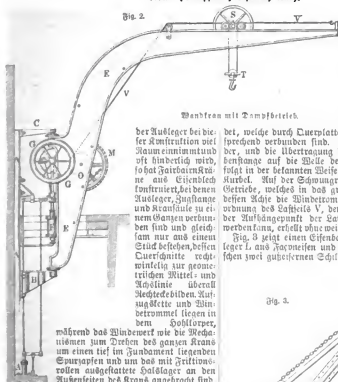 Fig. 2.
S
V
T
E
V
C
G
M
G
O
E
B
Wandkran mit Dampfbetrieb.
der Ausleger bei die-
ser Konstruktion viel
Raum einnimmt und
oft hinderlich wird,
so hat Fairbairn Krä-
ne aus Eisenblech
konstruiert, bei denen
Ausleger, Zugstange
und Kransäule zu ei-
nem Ganzen verbun-
den sind und gleich-
sam nur aus einem
Stück bestehen, dessen
Querschnitte recht-
winkelig zur geome-
trischen Mittel- und
Achslinie überall
Rechtecke bilden. Auf-
zugskette und Win-
detrommel liegen in
dem Hohlkörper,
während das Windewerk wie die Mecha-
nismen zum Drehen des ganzen Krans
um einen tief im Fundament liegenden
Spurzapfen und um das mit Friktions-
rollen ausgestattete Halslager an den
Außenseiten des Krans angebracht sind.
det, welche durch Querplatte
sprechend verbunden sind.
der, und die Übertragung
benstange auf die Welle de
folgt in der bekannten Weise
Kurbel. Auf der Schwungr
Getriebe, welches in das gr
dessen Achse die Windetrom
ordnung des Lastseils V, de
der Aufhängepunkt der La
werden kann, erhellt ohne wei
Fig. 3 zeigt einen Eisenbe
leger L aus Façoneisen und
schen zwei gußeisernen Schil
Fig. 3.